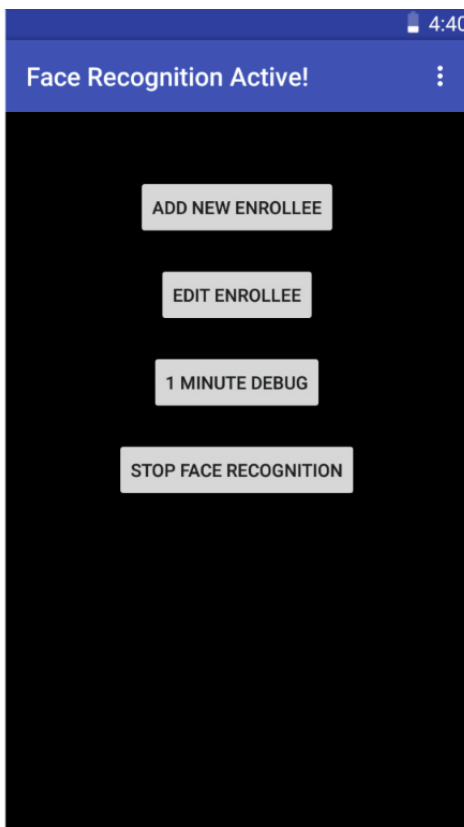 4:40
Face Recognition Active!
ADD NEW ENROLLEE
EDIT ENROLLEE
1 MINUTE DEBUG
STOP FACE RECOGNITION